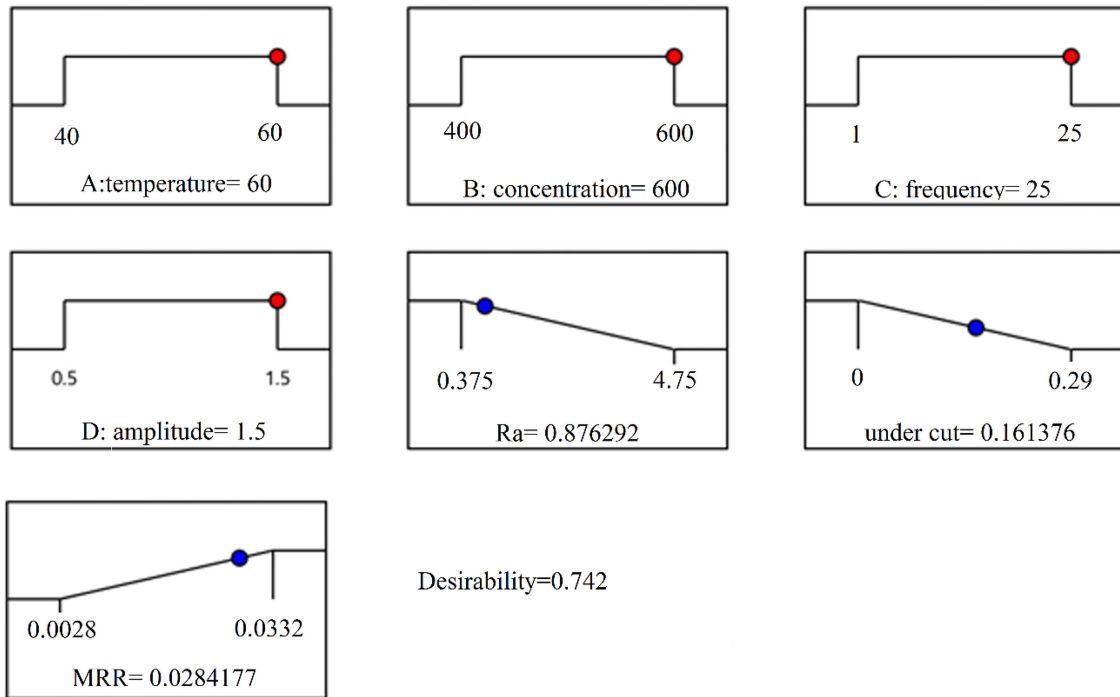 40 60
A:temperature= 60
400 600
B: concentration= 600
1 25
C: frequency= 25
0.5 1.5
D: amplitude= 1.5
0.375 4.75
Ra= 0.876292
0 0.29
under cut= 0.161376
0.0028 0.0332
MRR= 0.0284177
Desirability=0.742